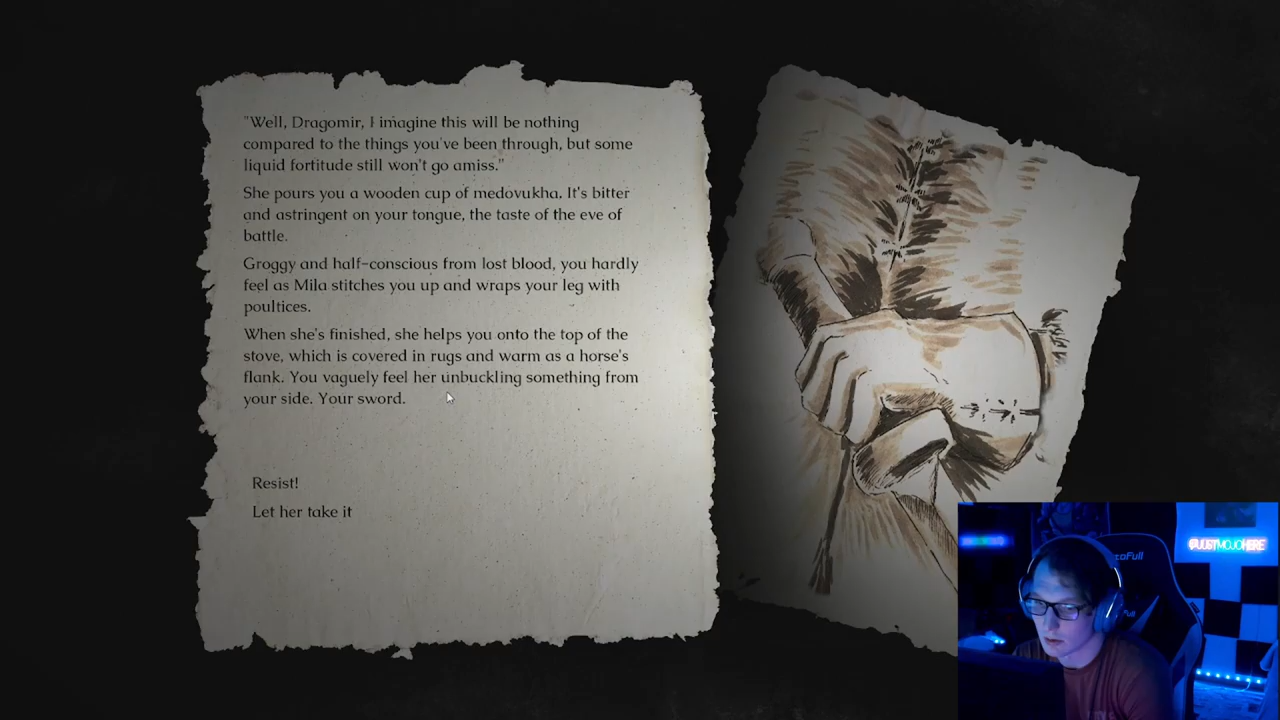 "Well, Dragomir, I imagine this will be nothing
compared to the things you've been through, but some
liquid fortitude still won't go amiss."
She pours you a wooden cup of medovukha. It's bitter
and astringent on your tongue, the taste of the eve of
battle.
Groggy and half-conscious from lost blood, you hardly
feel as Mila stitches you up and wraps your leg with
poultices.
When she's finished, she helps you onto the top of the
stove, which is covered in rugs and warm as a horse's
flank. You vaguely feel her unbuckling something from
your side. Your sword.
Resist!
Let her take it
@JUSTMOJOHERE